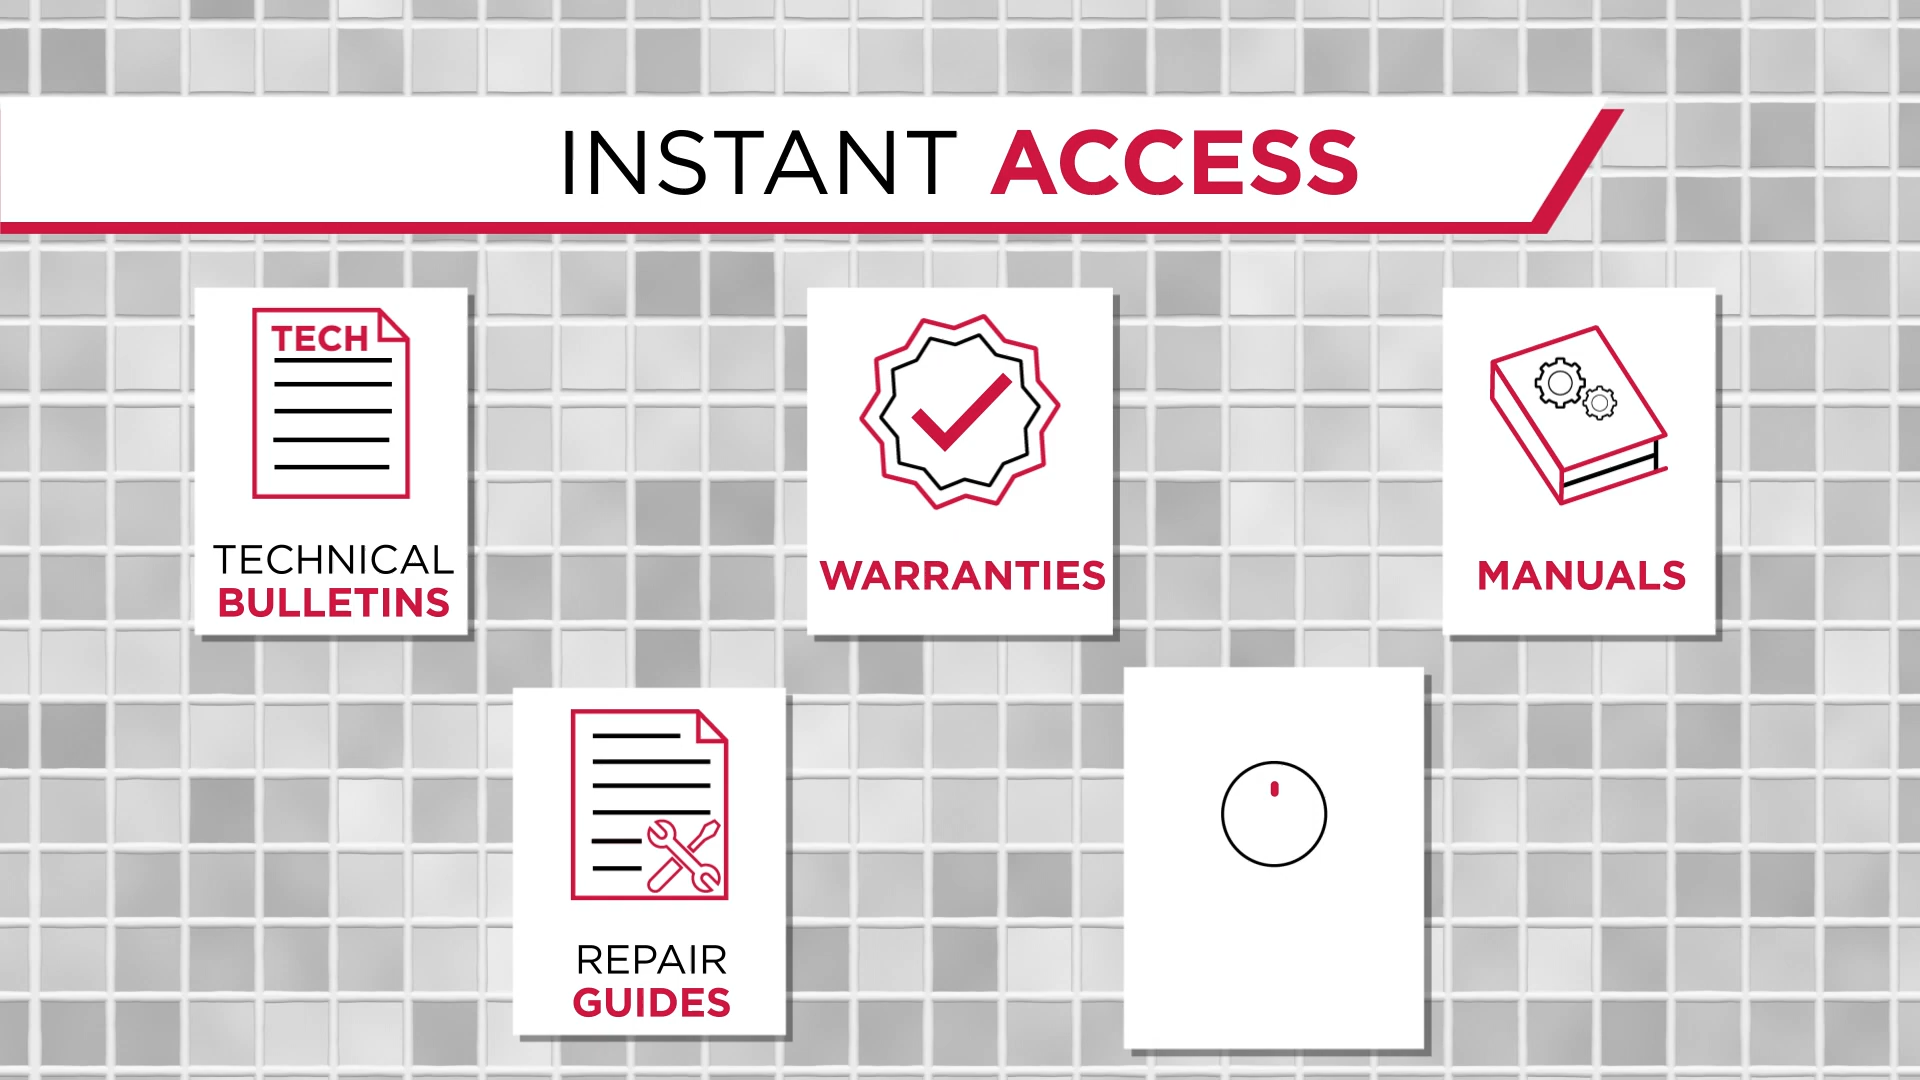 INSTANT ACCESS
TECH
TECHNICAL
BULLETINS
WARRANTIES
MANUALS
REPAIR
GUIDES